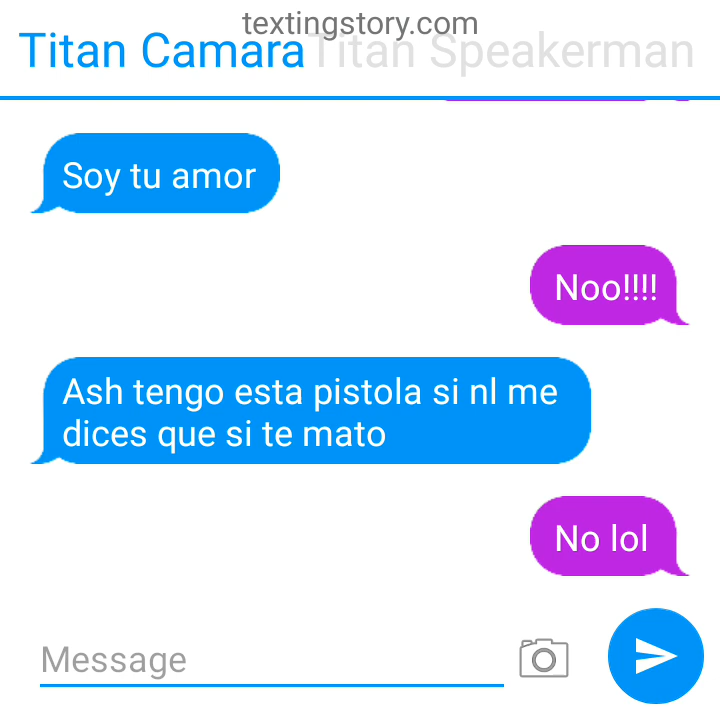 textingstory.com
Titan Camara Titan Speakerman
Soy tu amor
Noo!!!!
Ash tengo esta pistola si nl me
dices que si te mato
No lol
Message